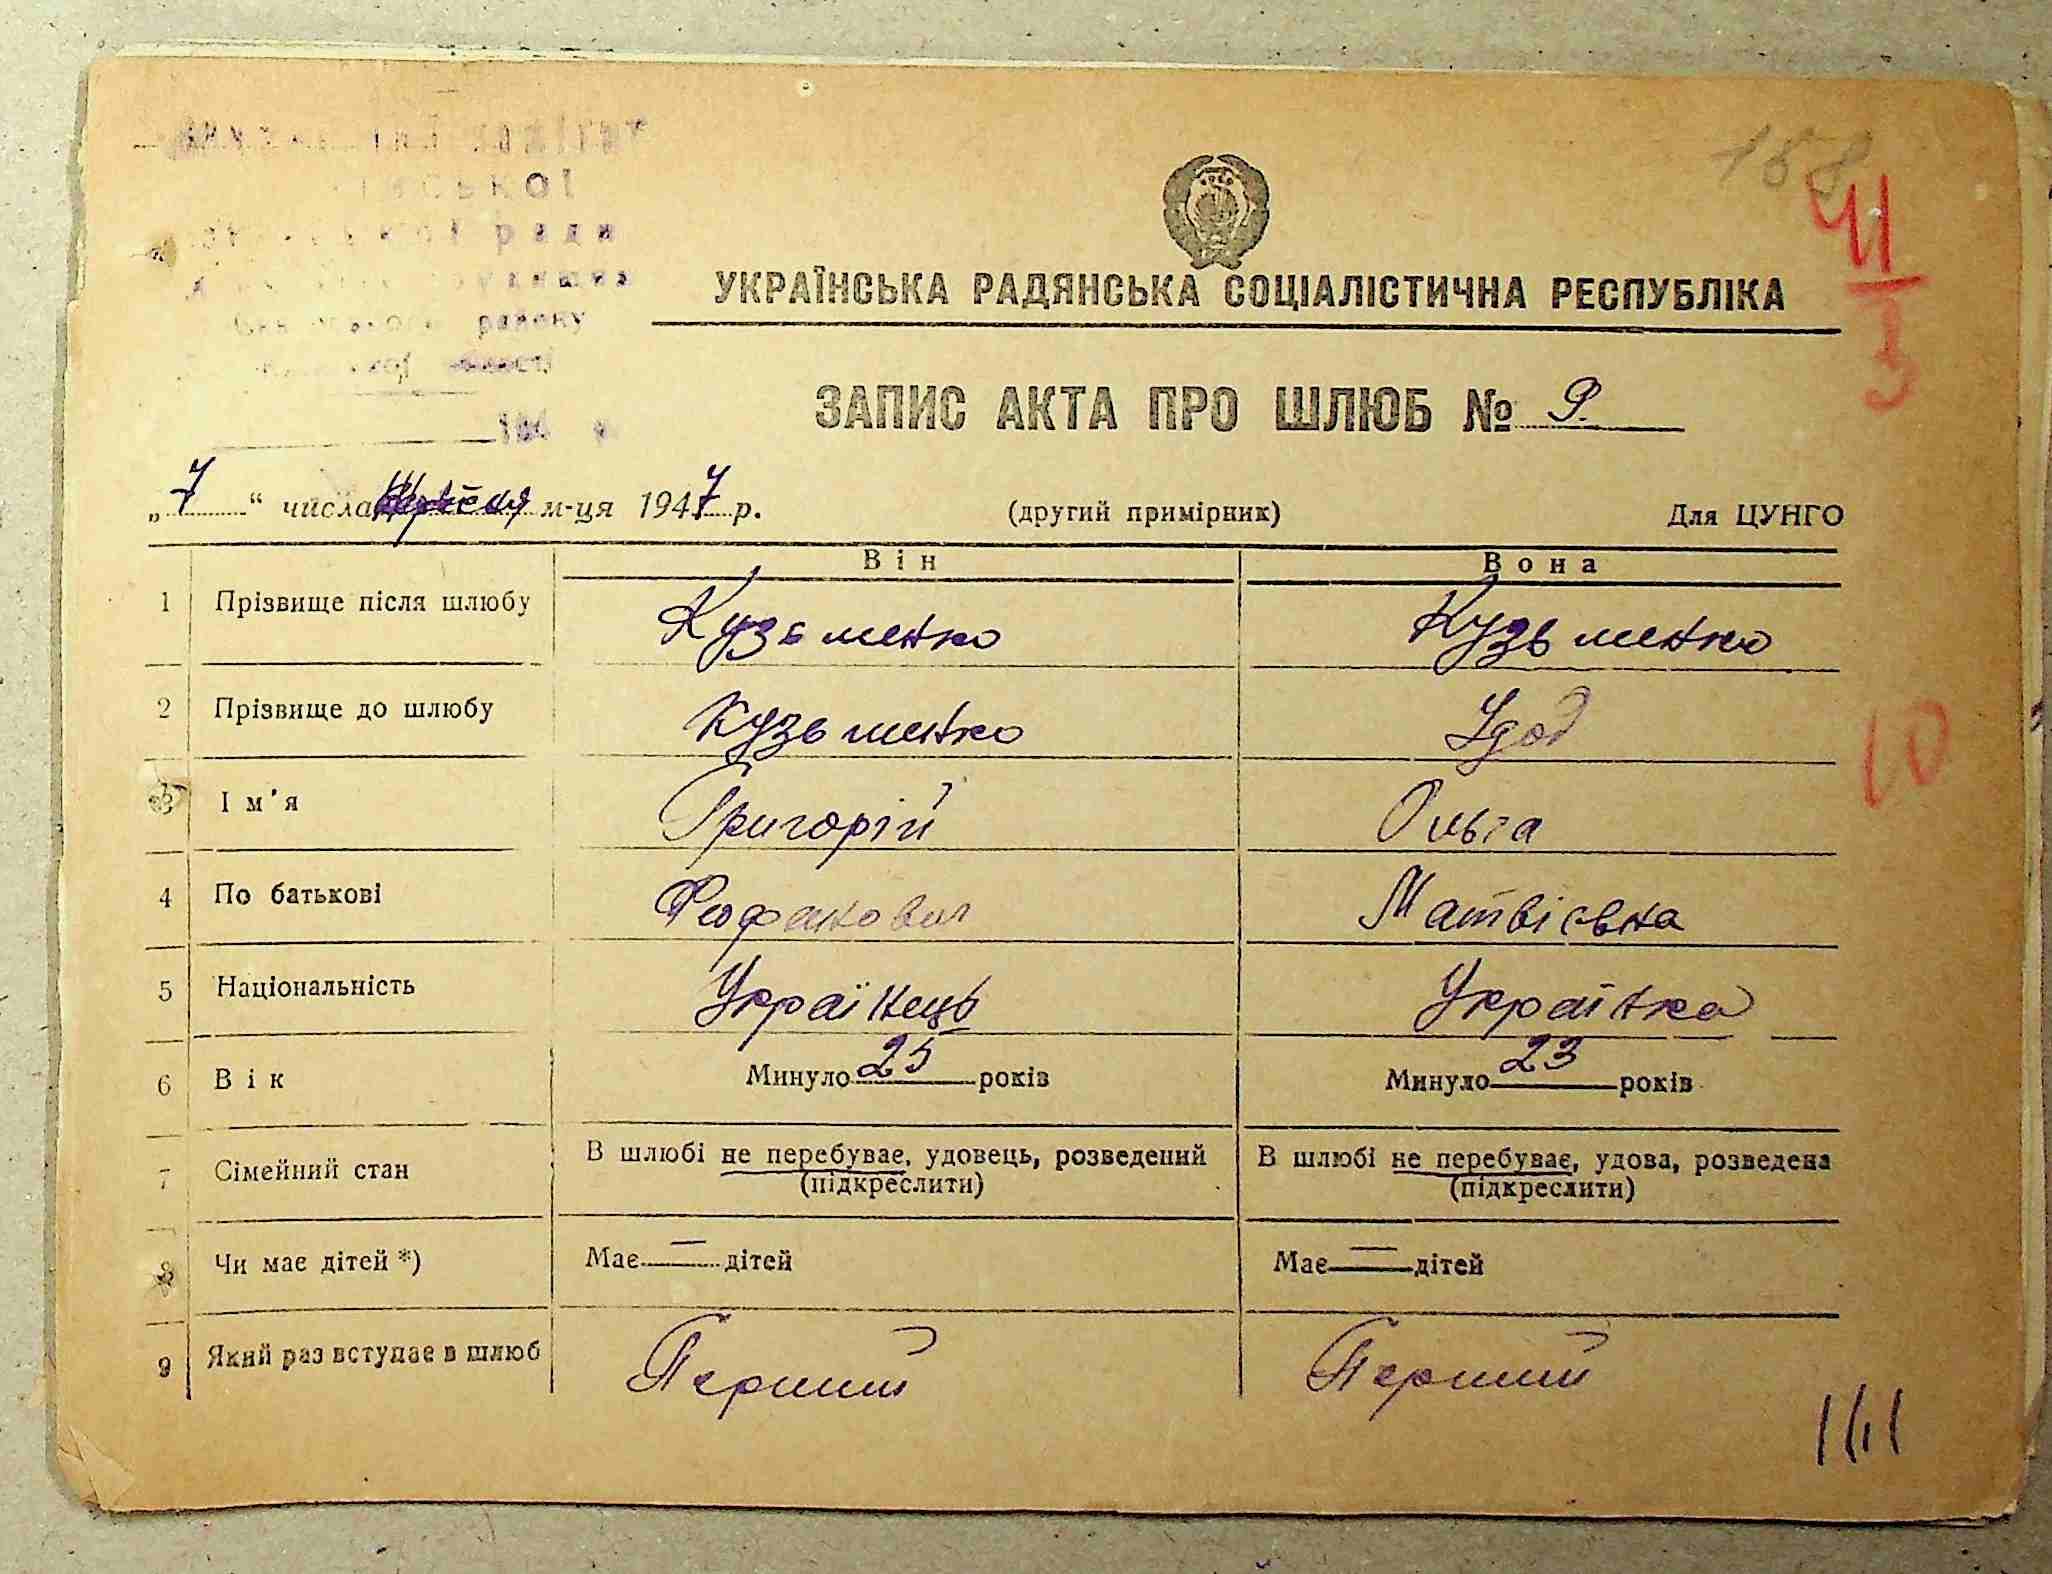 комітет
ради
району
УКРАЇНСЬКА РАДЯНСЬКА СОЦІАЛІСТИЧНА РЕСПУБЛІКА
ЗАПИС АКТА ПРО ШЛЮБ № 9.
„7“ числа м-ця 1947 р. (другий примірник) Для ЦУНГО
Він Вона
1 Прізвище після шлюбу Кузьменко Кузьменко
2 Прізвище до шлюбу Кузьменко Удод
3 Ім'я Григорій Ольга
4 По батькові Феофанович Матвієвна
5 Національність Українець Українка
6 Вік Минуло 25 років Минуло 23 років
7 Сімейний стан В шлюбі не перебуває, удовець, розведений В шлюбі не перебуває, удова, розведена
(підкреслити) (підкреслити)
8 Чи має дітей *) Має — дітей Має — дітей
9 Який раз вступає в шлюб Перший Перший
10